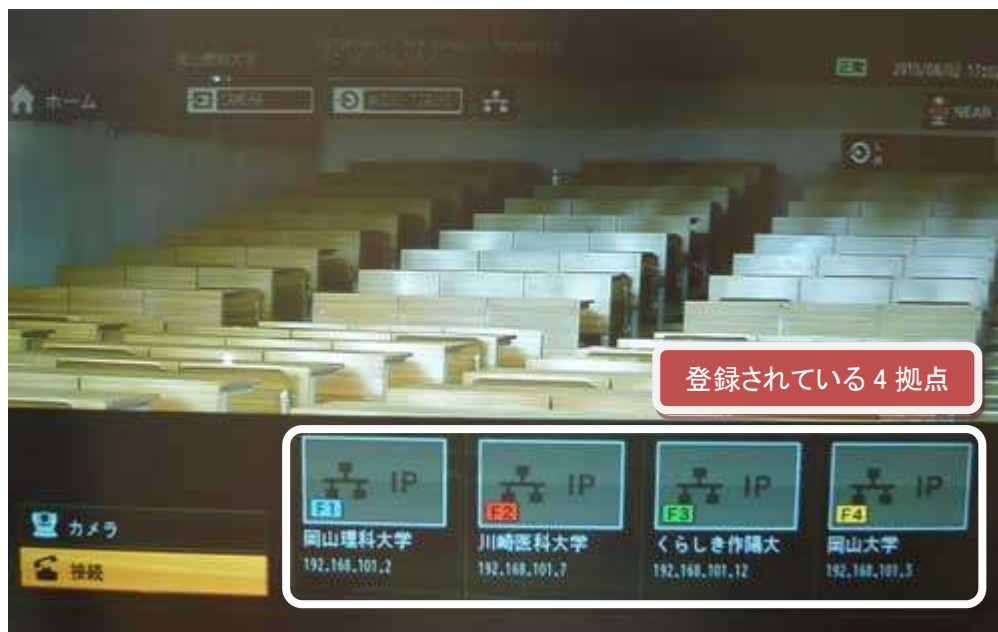 ホーム
正常
NEAR
L
R
登録されている 4 拠点
IP
IP
IP
IP
F1
F2
F3
F4
岡山理科大学
川崎医科大学
くらしき作陽大
岡山大学
192.168.101.2
192.168.101.7
192.168.101.12
192.168.101.3
カメラ
接続